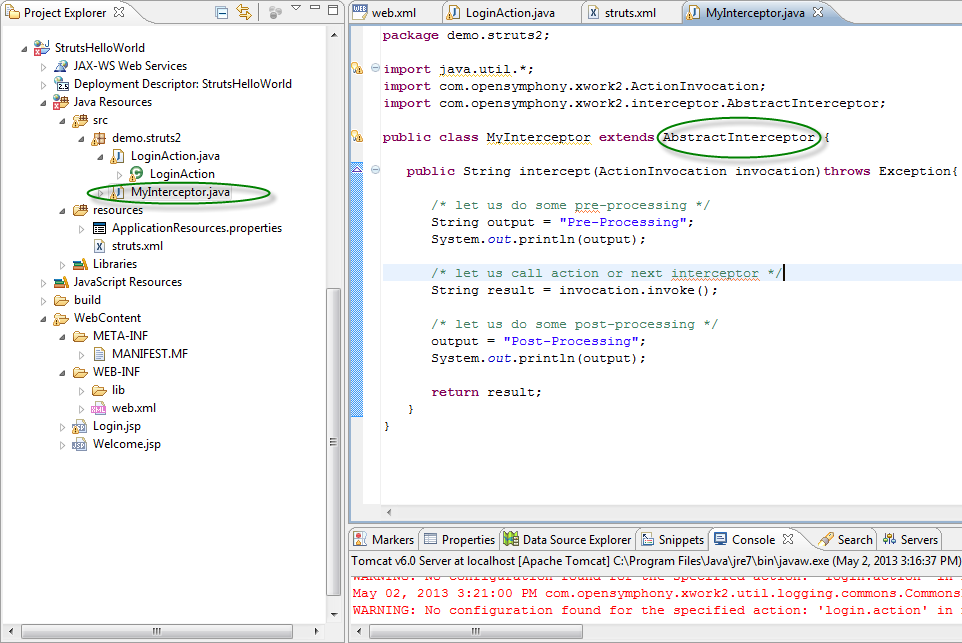 Project Explorer
StrutsHelloWorld
JAX-WS Web Services
Deployment Descriptor: StrutsHelloWorld
Java Resources
src
demo.struts2
LoginAction.java
LoginAction
MyInterceptor.java
resources
ApplicationResources.properties
struts.xml
Libraries
JavaScript Resources
build
WebContent
META-INF
MANIFEST.MF
WEB-INF
lib
web.xml
Login.jsp
Welcome.jsp
web.xml LoginAction.java struts.xml MyInterceptor.java
package demo.struts2;
import java.util.*;
import com.opensymphony.xwork2.ActionInvocation;
import com.opensymphony.xwork2.interceptor.AbstractInterceptor;
public class MyInterceptor extends AbstractInterceptor {
public String intercept(ActionInvocation invocation)throws Exception{
/* let us do some pre-processing */
String output = "Pre-Processing";
System.out.println(output);
/* let us call action or next interceptor */
String result = invocation.invoke();
/* let us do some post-processing */
output = "Post-Processing";
System.out.println(output);
return result;
}
}
Markers Properties Data Source Explorer Snippets Console Search Servers
Tomcat v6.0 Server at localhost [Apache Tomcat] C:\Program Files\Java\jre7\bin\javaw.exe (May 2, 2013 3:16:37 PM)
WARNING: No configuration found for the specified action: 'login.action' in
May 02, 2013 3:21:00 PM com.opensymphony.xwork2.util.logging.commons.Commons
WARNING: No configuration found for the specified action: 'login.action' in